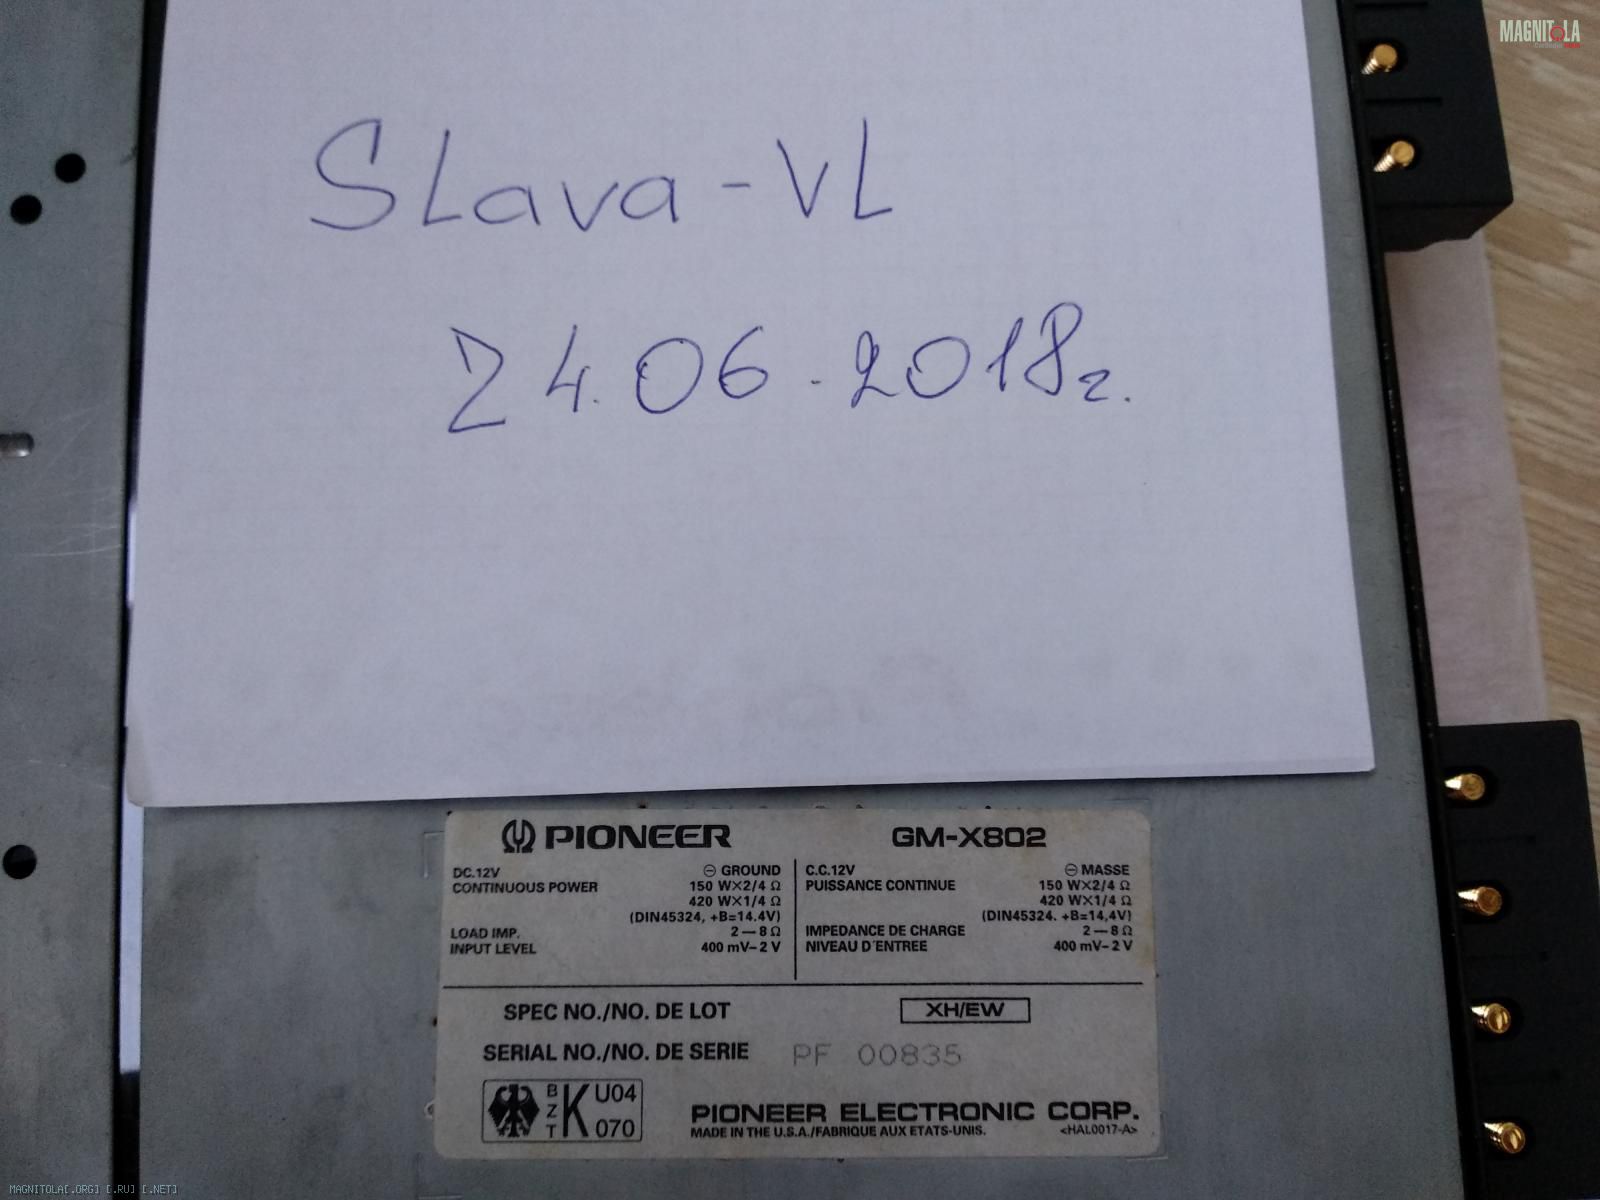 MAGNITOLA
SLava-VL
24.06.2018г.
PIONEER GM-X802
DC.12V ⊖ GROUND
CONTINUOUS POWER 150 W×2/4 Ω
420 W×1/4 Ω
(DIN45324, +B=14.4V)
LOAD IMP. 2—8 Ω
INPUT LEVEL 400 mV–2 V
C.C.12V ⊖ MASSE
PUISSANCE CONTINUE 150 W×2/4 Ω
420 W×1/4 Ω
(DIN45324. +B=14,4V)
IMPEDANCE DE CHARGE 2—8 Ω
NIVEAU D'ENTREE 400 mV–2 V
SPEC NO./NO. DE LOT XH/EW
SERIAL NO./NO. DE SERIE PF 00835
BZT K U04 070
PIONEER ELECTRONIC CORP.
MADE IN THE U.S.A./FABRIQUE AUX ETATS-UNIS. <HAL0017-A>
MAGNITOLA[.ORG] [.RU] [.NET]